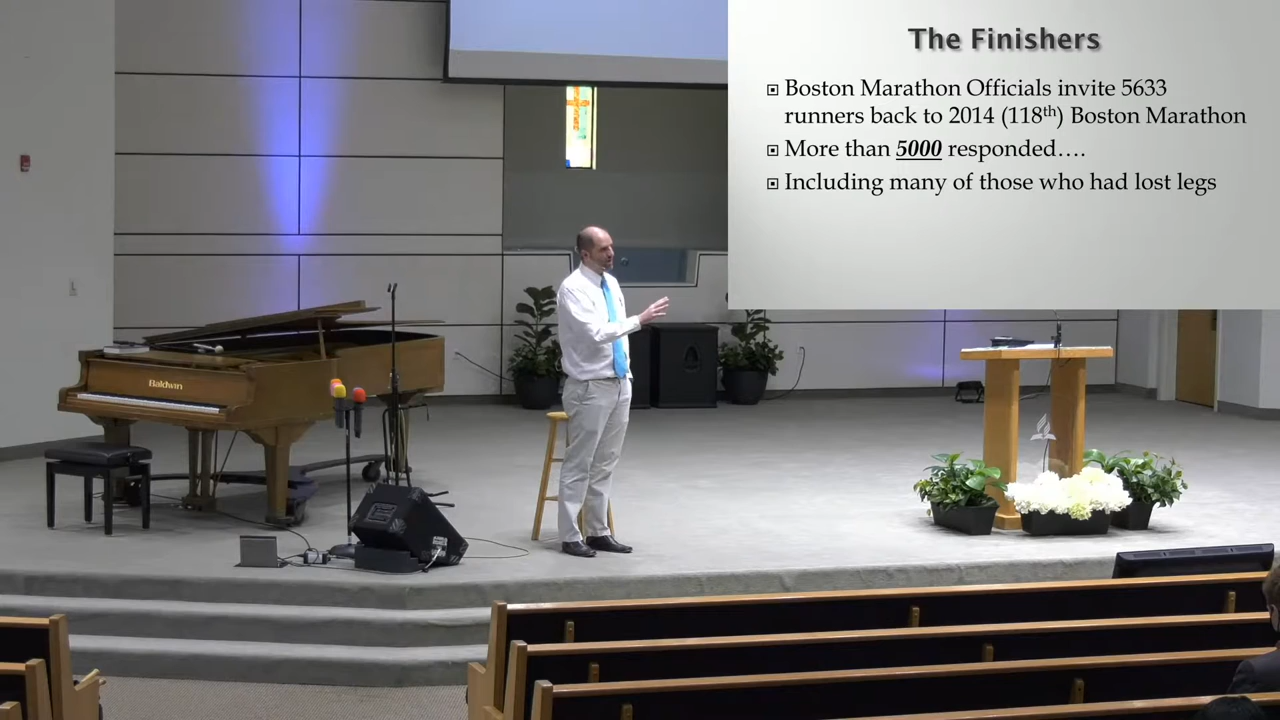 The Finishers
Boston Marathon Officials invite 5633
runners back to 2014 (118th) Boston Marathon
More than 5000 responded….
Including many of those who had lost legs
Baldwin